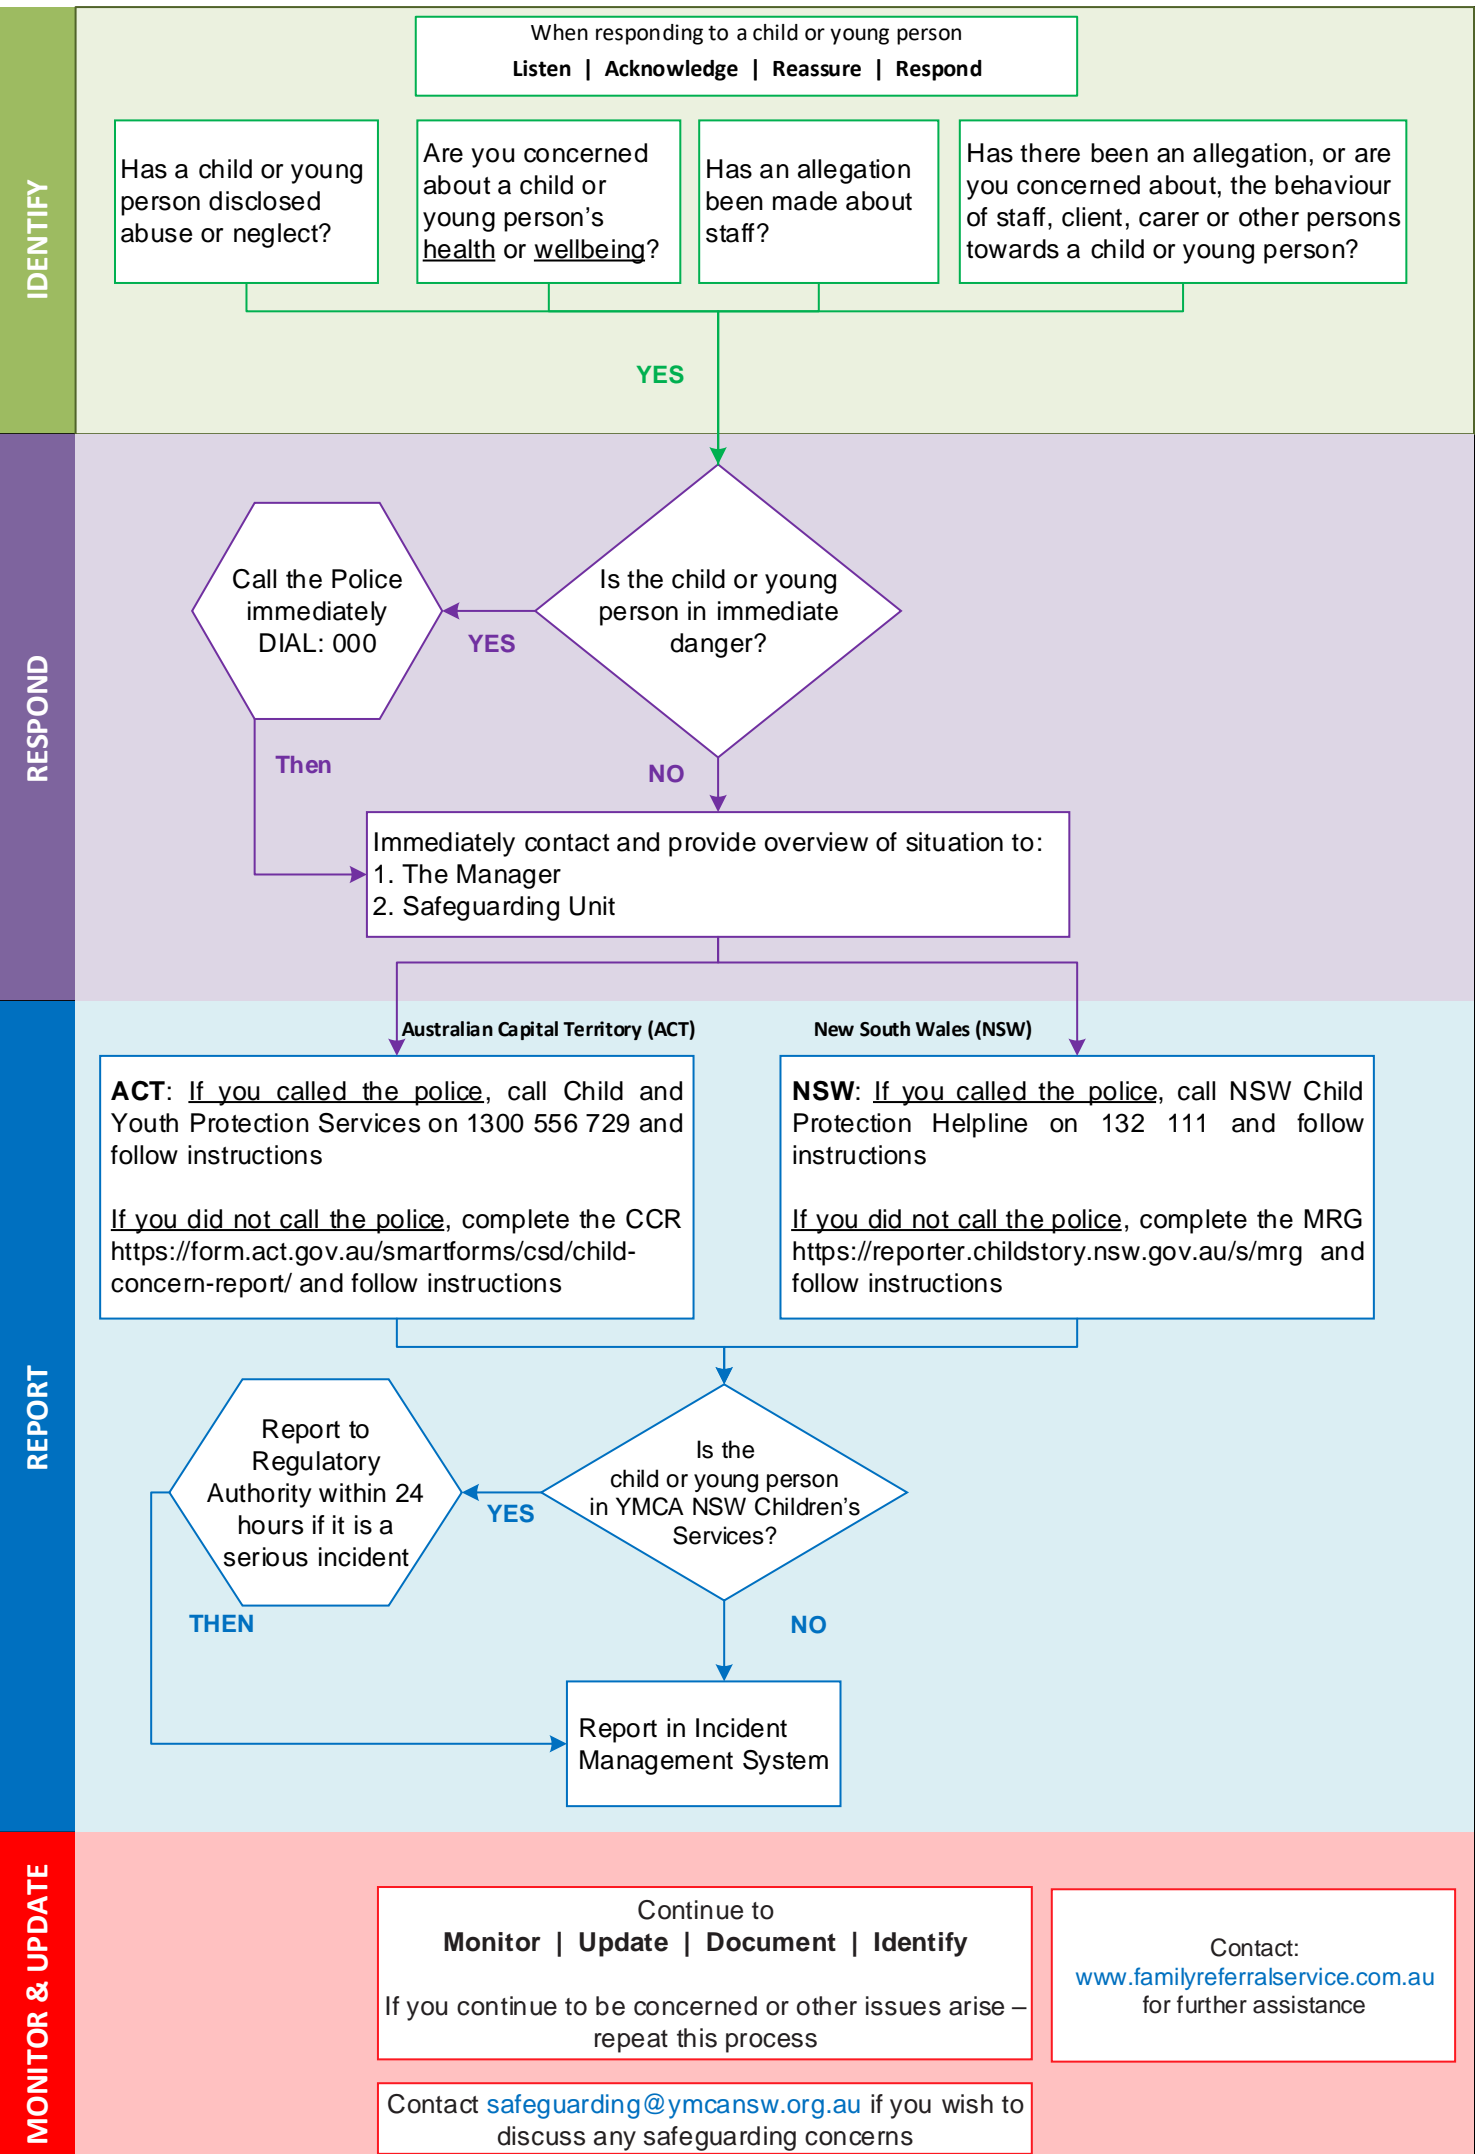 When responding to a child or young person
Listen | Acknowledge | Reassure | Respond
IDENTIFY
Has a child or young
person disclosed
abuse or neglect?
Are you concerned
about a child or
young person's
health or wellbeing?
Has an allegation
been made about
staff?
Has there been an allegation, or are
you concerned about, the behaviour
of staff, client, carer or other persons
towards a child or young person?
YES
RESPOND
Is the child or young
person in immediate
danger?
YES
Call the Police
immediately
DIAL: 000
Then
NO
Immediately contact and provide overview of situation to:
1. The Manager
2. Safeguarding Unit
REPORT
Australian Capital Territory (ACT)
ACT: If you called the police, call Child and
Youth Protection Services on 1300 556 729 and
follow instructions
If you did not call the police, complete the CCR
https://form.act.gov.au/smartforms/csd/child-
concern-report/ and follow instructions
New South Wales (NSW)
NSW: If you called the police, call NSW Child
Protection Helpline on 132 111 and follow
instructions
If you did not call the police, complete the MRG
https://reporter.childstory.nsw.gov.au/s/mrg and
follow instructions
Is the
child or young person
in YMCA NSW Children's
Services?
YES
Report to
Regulatory
Authority within 24
hours if it is a
serious incident
THEN
NO
Report in Incident
Management System
MONITOR & UPDATE
Continue to
Monitor | Update | Document | Identify
If you continue to be concerned or other issues arise –
repeat this process
Contact:
www.familyreferralservice.com.au
for further assistance
Contact safeguarding@ymcansw.org.au if you wish to
discuss any safeguarding concerns